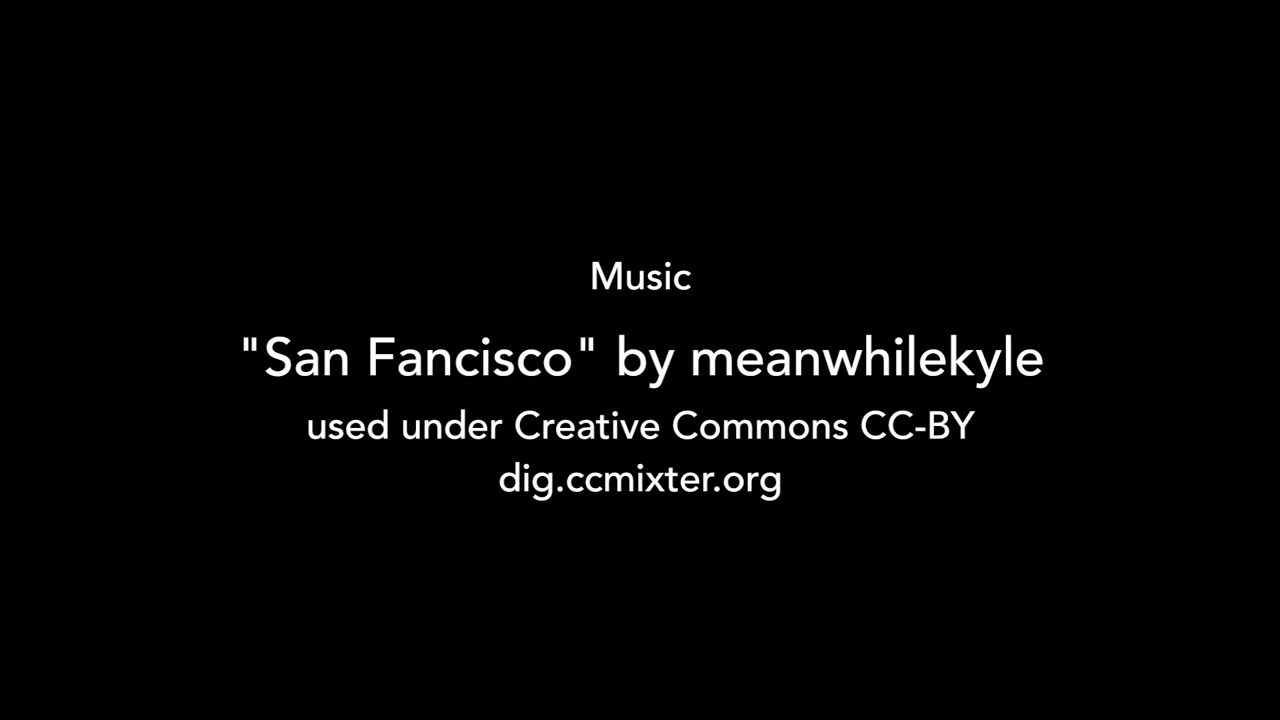 Music
"San Fancisco" by meanwhilekyle
used under Creative Commons CC-BY
dig.ccmixter.org